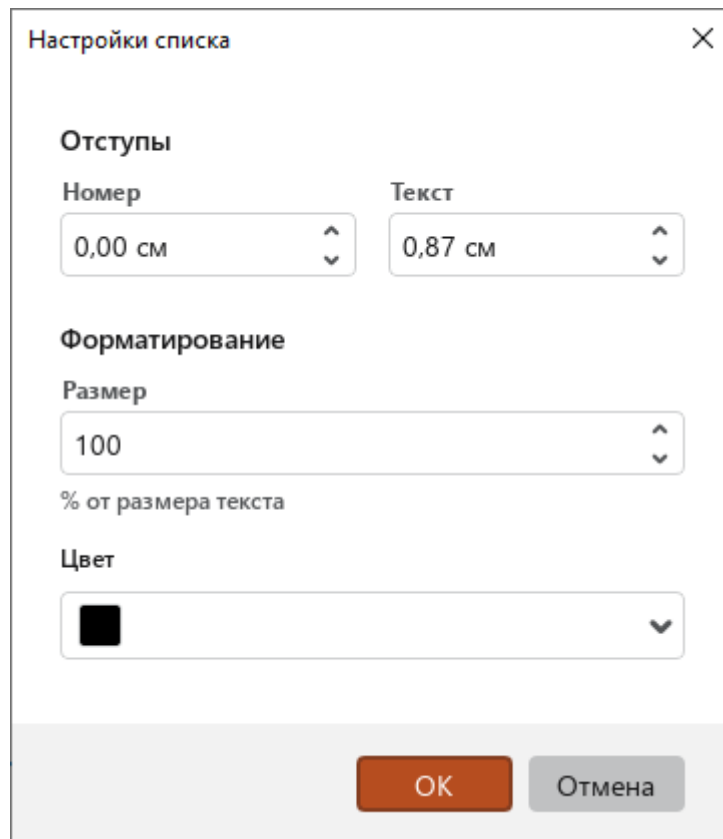 Настройки списка
Отступы
Номер Текст
0,00 см 0,87 см
Форматирование
Размер
100
% от размера текста
Цвет
ОК Отмена